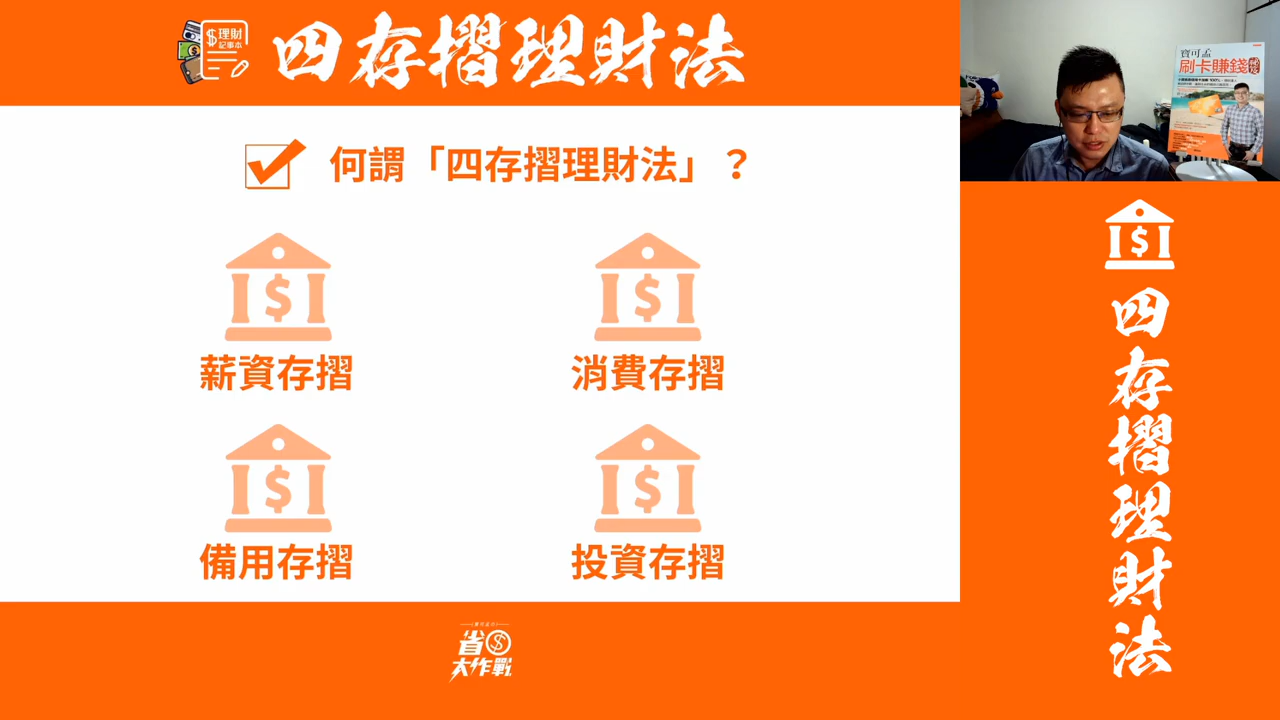 理財
記事本
四存摺理財法
何謂「四存摺理財法」？
薪資存摺
消費存摺
備用存摺
投資存摺
省
大作戰
寶可孟
刷卡賺錢
四存摺理財法